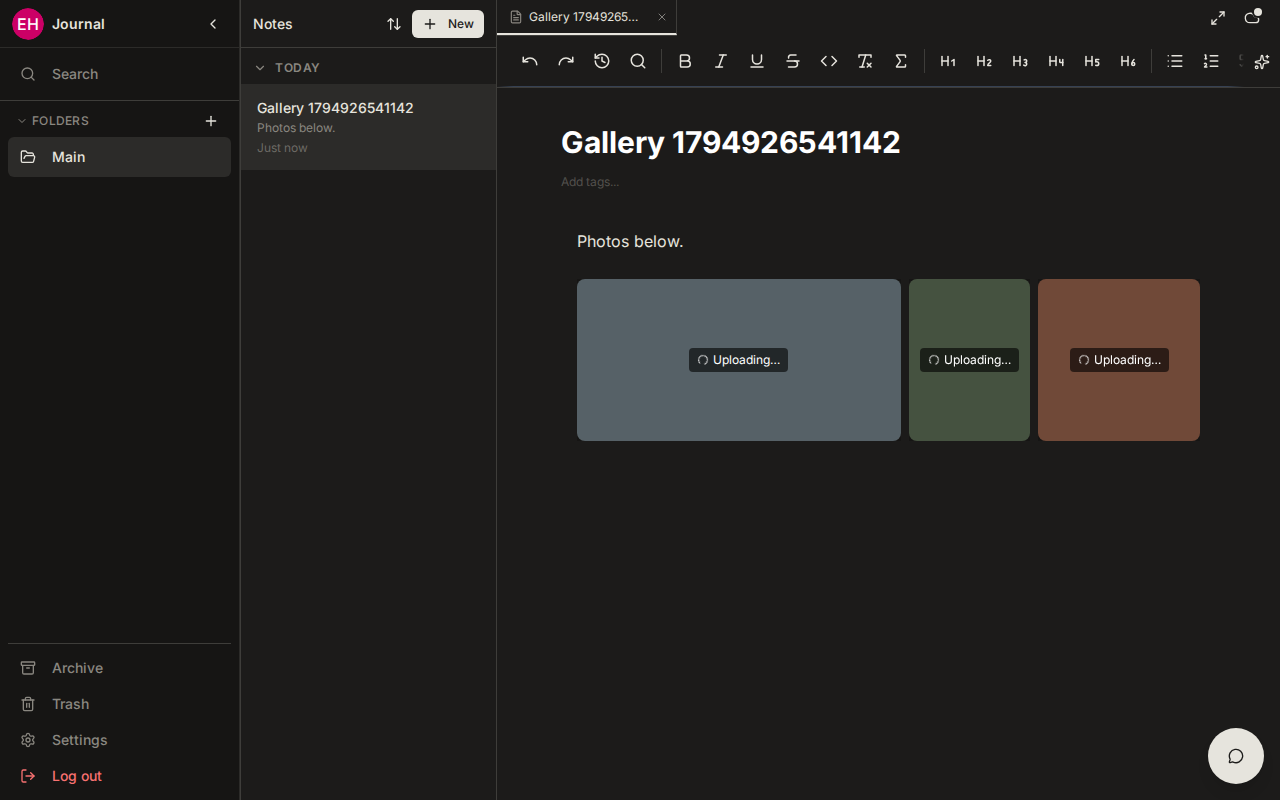 EH Journal
Search
FOLDERS
Main
Archive
Trash
Settings
Log out
Notes
New
TODAY
Gallery 1794926541142
Photos below.
Just now
Gallery 17949265...
H1 H2 H3 H4 H5 H6
Gallery 1794926541142
Add tags...
Photos below.
Uploading... Uploading... Uploading...